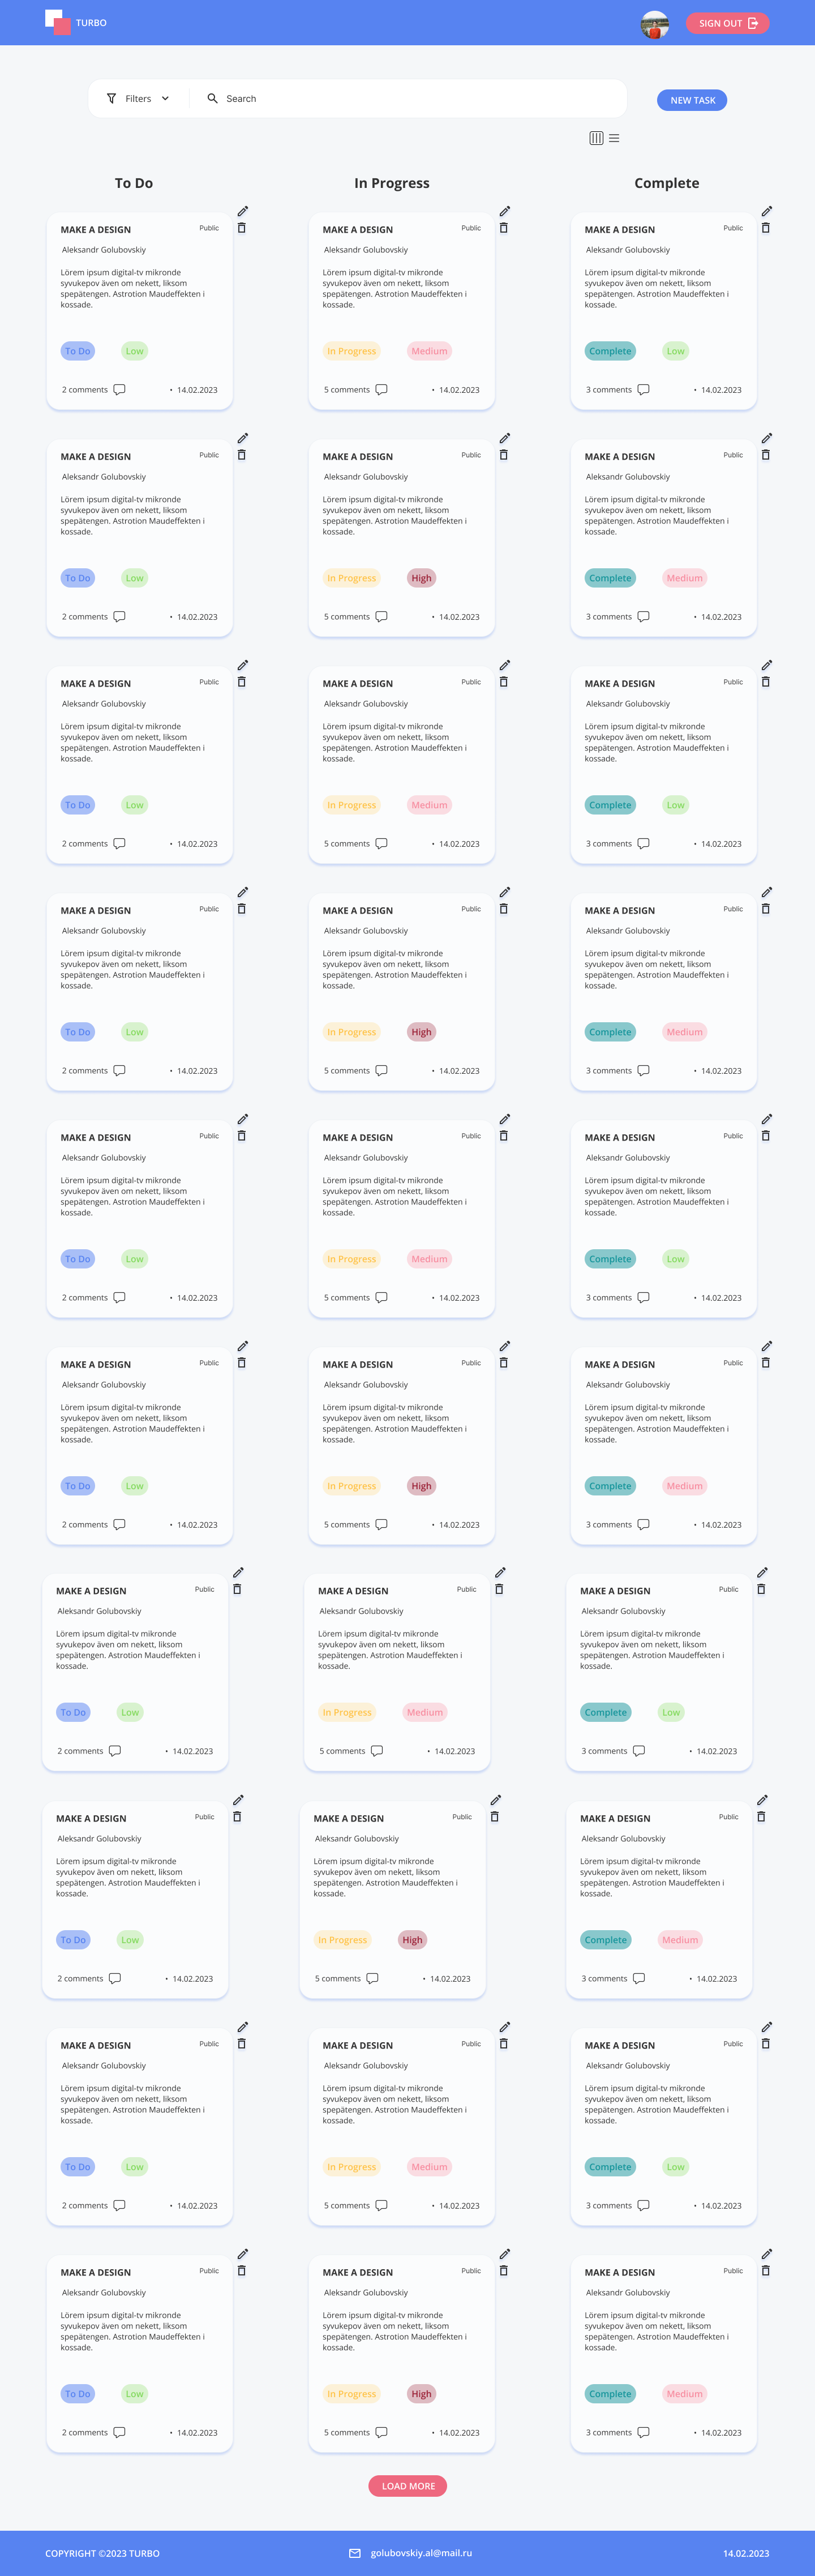 TURBO
SIGN OUT
Filters
Search
NEW TASK
To Do
In Progress
Complete
MAKE A DESIGN
Public
Aleksandr Golubovskiy
Lörem ipsum digital-tv mikronde
syvukepov även om nekett, liksom
spepätengen. Astrotion Maudeffekten i
kossade.
To Do
Low
2 comments
• 14.02.2023
MAKE A DESIGN
Public
Aleksandr Golubovskiy
Lörem ipsum digital-tv mikronde
syvukepov även om nekett, liksom
spepätengen. Astrotion Maudeffekten i
kossade.
In Progress
Medium
5 comments
• 14.02.2023
MAKE A DESIGN
Public
Aleksandr Golubovskiy
Lörem ipsum digital-tv mikronde
syvukepov även om nekett, liksom
spepätengen. Astrotion Maudeffekten i
kossade.
Complete
Low
3 comments
• 14.02.2023
MAKE A DESIGN
Public
Aleksandr Golubovskiy
Lörem ipsum digital-tv mikronde
syvukepov även om nekett, liksom
spepätengen. Astrotion Maudeffekten i
kossade.
To Do
Low
2 comments
• 14.02.2023
MAKE A DESIGN
Public
Aleksandr Golubovskiy
Lörem ipsum digital-tv mikronde
syvukepov även om nekett, liksom
spepätengen. Astrotion Maudeffekten i
kossade.
In Progress
High
5 comments
• 14.02.2023
MAKE A DESIGN
Public
Aleksandr Golubovskiy
Lörem ipsum digital-tv mikronde
syvukepov även om nekett, liksom
spepätengen. Astrotion Maudeffekten i
kossade.
Complete
Medium
3 comments
• 14.02.2023
MAKE A DESIGN
Public
Aleksandr Golubovskiy
Lörem ipsum digital-tv mikronde
syvukepov även om nekett, liksom
spepätengen. Astrotion Maudeffekten i
kossade.
To Do
Low
2 comments
• 14.02.2023
MAKE A DESIGN
Public
Aleksandr Golubovskiy
Lörem ipsum digital-tv mikronde
syvukepov även om nekett, liksom
spepätengen. Astrotion Maudeffekten i
kossade.
In Progress
Medium
5 comments
• 14.02.2023
MAKE A DESIGN
Public
Aleksandr Golubovskiy
Lörem ipsum digital-tv mikronde
syvukepov även om nekett, liksom
spepätengen. Astrotion Maudeffekten i
kossade.
Complete
Low
3 comments
• 14.02.2023
MAKE A DESIGN
Public
Aleksandr Golubovskiy
Lörem ipsum digital-tv mikronde
syvukepov även om nekett, liksom
spepätengen. Astrotion Maudeffekten i
kossade.
To Do
Low
2 comments
• 14.02.2023
MAKE A DESIGN
Public
Aleksandr Golubovskiy
Lörem ipsum digital-tv mikronde
syvukepov även om nekett, liksom
spepätengen. Astrotion Maudeffekten i
kossade.
In Progress
High
5 comments
• 14.02.2023
MAKE A DESIGN
Public
Aleksandr Golubovskiy
Lörem ipsum digital-tv mikronde
syvukepov även om nekett, liksom
spepätengen. Astrotion Maudeffekten i
kossade.
Complete
Medium
3 comments
• 14.02.2023
MAKE A DESIGN
Public
Aleksandr Golubovskiy
Lörem ipsum digital-tv mikronde
syvukepov även om nekett, liksom
spepätengen. Astrotion Maudeffekten i
kossade.
To Do
Low
2 comments
• 14.02.2023
MAKE A DESIGN
Public
Aleksandr Golubovskiy
Lörem ipsum digital-tv mikronde
syvukepov även om nekett, liksom
spepätengen. Astrotion Maudeffekten i
kossade.
In Progress
Medium
5 comments
• 14.02.2023
MAKE A DESIGN
Public
Aleksandr Golubovskiy
Lörem ipsum digital-tv mikronde
syvukepov även om nekett, liksom
spepätengen. Astrotion Maudeffekten i
kossade.
Complete
Low
3 comments
• 14.02.2023
MAKE A DESIGN
Public
Aleksandr Golubovskiy
Lörem ipsum digital-tv mikronde
syvukepov även om nekett, liksom
spepätengen. Astrotion Maudeffekten i
kossade.
To Do
Low
2 comments
• 14.02.2023
MAKE A DESIGN
Public
Aleksandr Golubovskiy
Lörem ipsum digital-tv mikronde
syvukepov även om nekett, liksom
spepätengen. Astrotion Maudeffekten i
kossade.
In Progress
High
5 comments
• 14.02.2023
MAKE A DESIGN
Public
Aleksandr Golubovskiy
Lörem ipsum digital-tv mikronde
syvukepov även om nekett, liksom
spepätengen. Astrotion Maudeffekten i
kossade.
Complete
Medium
3 comments
• 14.02.2023
MAKE A DESIGN
Public
Aleksandr Golubovskiy
Lörem ipsum digital-tv mikronde
syvukepov även om nekett, liksom
spepätengen. Astrotion Maudeffekten i
kossade.
To Do
Low
2 comments
• 14.02.2023
MAKE A DESIGN
Public
Aleksandr Golubovskiy
Lörem ipsum digital-tv mikronde
syvukepov även om nekett, liksom
spepätengen. Astrotion Maudeffekten i
kossade.
In Progress
Medium
5 comments
• 14.02.2023
MAKE A DESIGN
Public
Aleksandr Golubovskiy
Lörem ipsum digital-tv mikronde
syvukepov även om nekett, liksom
spepätengen. Astrotion Maudeffekten i
kossade.
Complete
Low
3 comments
• 14.02.2023
MAKE A DESIGN
Public
Aleksandr Golubovskiy
Lörem ipsum digital-tv mikronde
syvukepov även om nekett, liksom
spepätengen. Astrotion Maudeffekten i
kossade.
To Do
Low
2 comments
• 14.02.2023
MAKE A DESIGN
Public
Aleksandr Golubovskiy
Lörem ipsum digital-tv mikronde
syvukepov även om nekett, liksom
spepätengen. Astrotion Maudeffekten i
kossade.
In Progress
High
5 comments
• 14.02.2023
MAKE A DESIGN
Public
Aleksandr Golubovskiy
Lörem ipsum digital-tv mikronde
syvukepov även om nekett, liksom
spepätengen. Astrotion Maudeffekten i
kossade.
Complete
Medium
3 comments
• 14.02.2023
MAKE A DESIGN
Public
Aleksandr Golubovskiy
Lörem ipsum digital-tv mikronde
syvukepov även om nekett, liksom
spepätengen. Astrotion Maudeffekten i
kossade.
To Do
Low
2 comments
• 14.02.2023
MAKE A DESIGN
Public
Aleksandr Golubovskiy
Lörem ipsum digital-tv mikronde
syvukepov även om nekett, liksom
spepätengen. Astrotion Maudeffekten i
kossade.
In Progress
Medium
5 comments
• 14.02.2023
MAKE A DESIGN
Public
Aleksandr Golubovskiy
Lörem ipsum digital-tv mikronde
syvukepov även om nekett, liksom
spepätengen. Astrotion Maudeffekten i
kossade.
Complete
Low
3 comments
• 14.02.2023
MAKE A DESIGN
Public
Aleksandr Golubovskiy
Lörem ipsum digital-tv mikronde
syvukepov även om nekett, liksom
spepätengen. Astrotion Maudeffekten i
kossade.
To Do
Low
2 comments
• 14.02.2023
MAKE A DESIGN
Public
Aleksandr Golubovskiy
Lörem ipsum digital-tv mikronde
syvukepov även om nekett, liksom
spepätengen. Astrotion Maudeffekten i
kossade.
In Progress
High
5 comments
• 14.02.2023
MAKE A DESIGN
Public
Aleksandr Golubovskiy
Lörem ipsum digital-tv mikronde
syvukepov även om nekett, liksom
spepätengen. Astrotion Maudeffekten i
kossade.
Complete
Medium
3 comments
• 14.02.2023
LOAD MORE
COPYRIGHT ©2023 TURBO
golubovskiy.al@mail.ru
14.02.2023